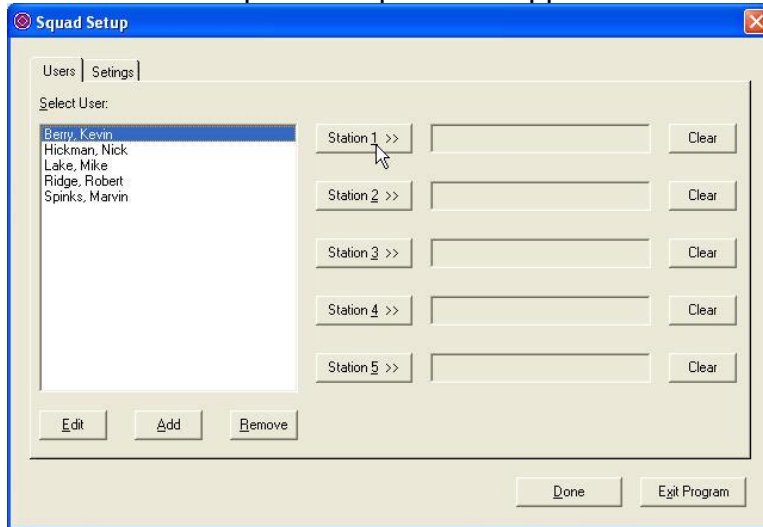 Squad Setup
Users Setings
Select User:
Berry, Kevin
Hickman, Nick
Lake, Mike
Ridge, Robert
Spinks, Marvin
Station 1 >> Clear
Station 2 >> Clear
Station 3 >> Clear
Station 4 >> Clear
Station 5 >> Clear
Edit Add Remove
Done Exit Program